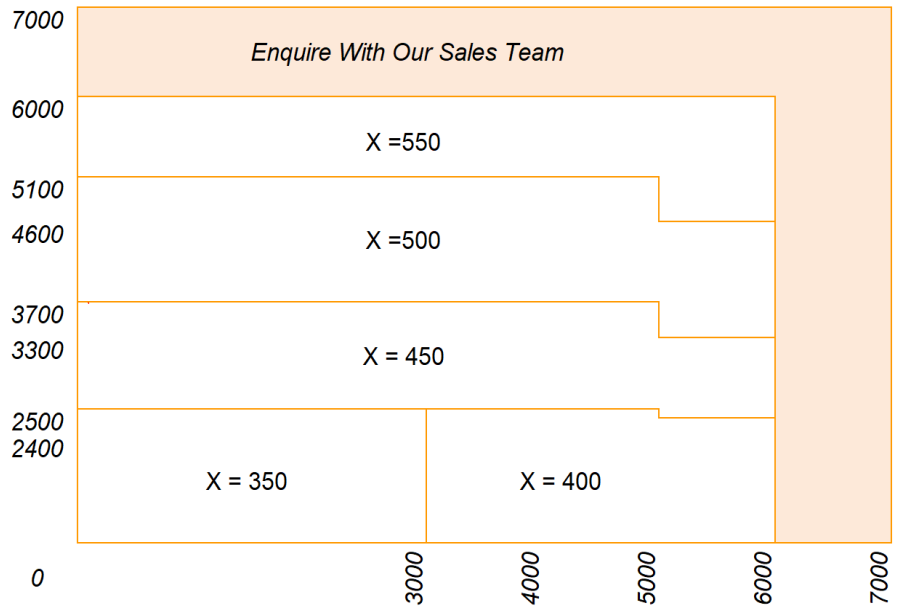 7000
Enquire With Our Sales Team
6000
X =550
5100
4600
X =500
3700
3300
X = 450
2500
2400
X = 350
X = 400
0
3000
4000
5000
6000
7000